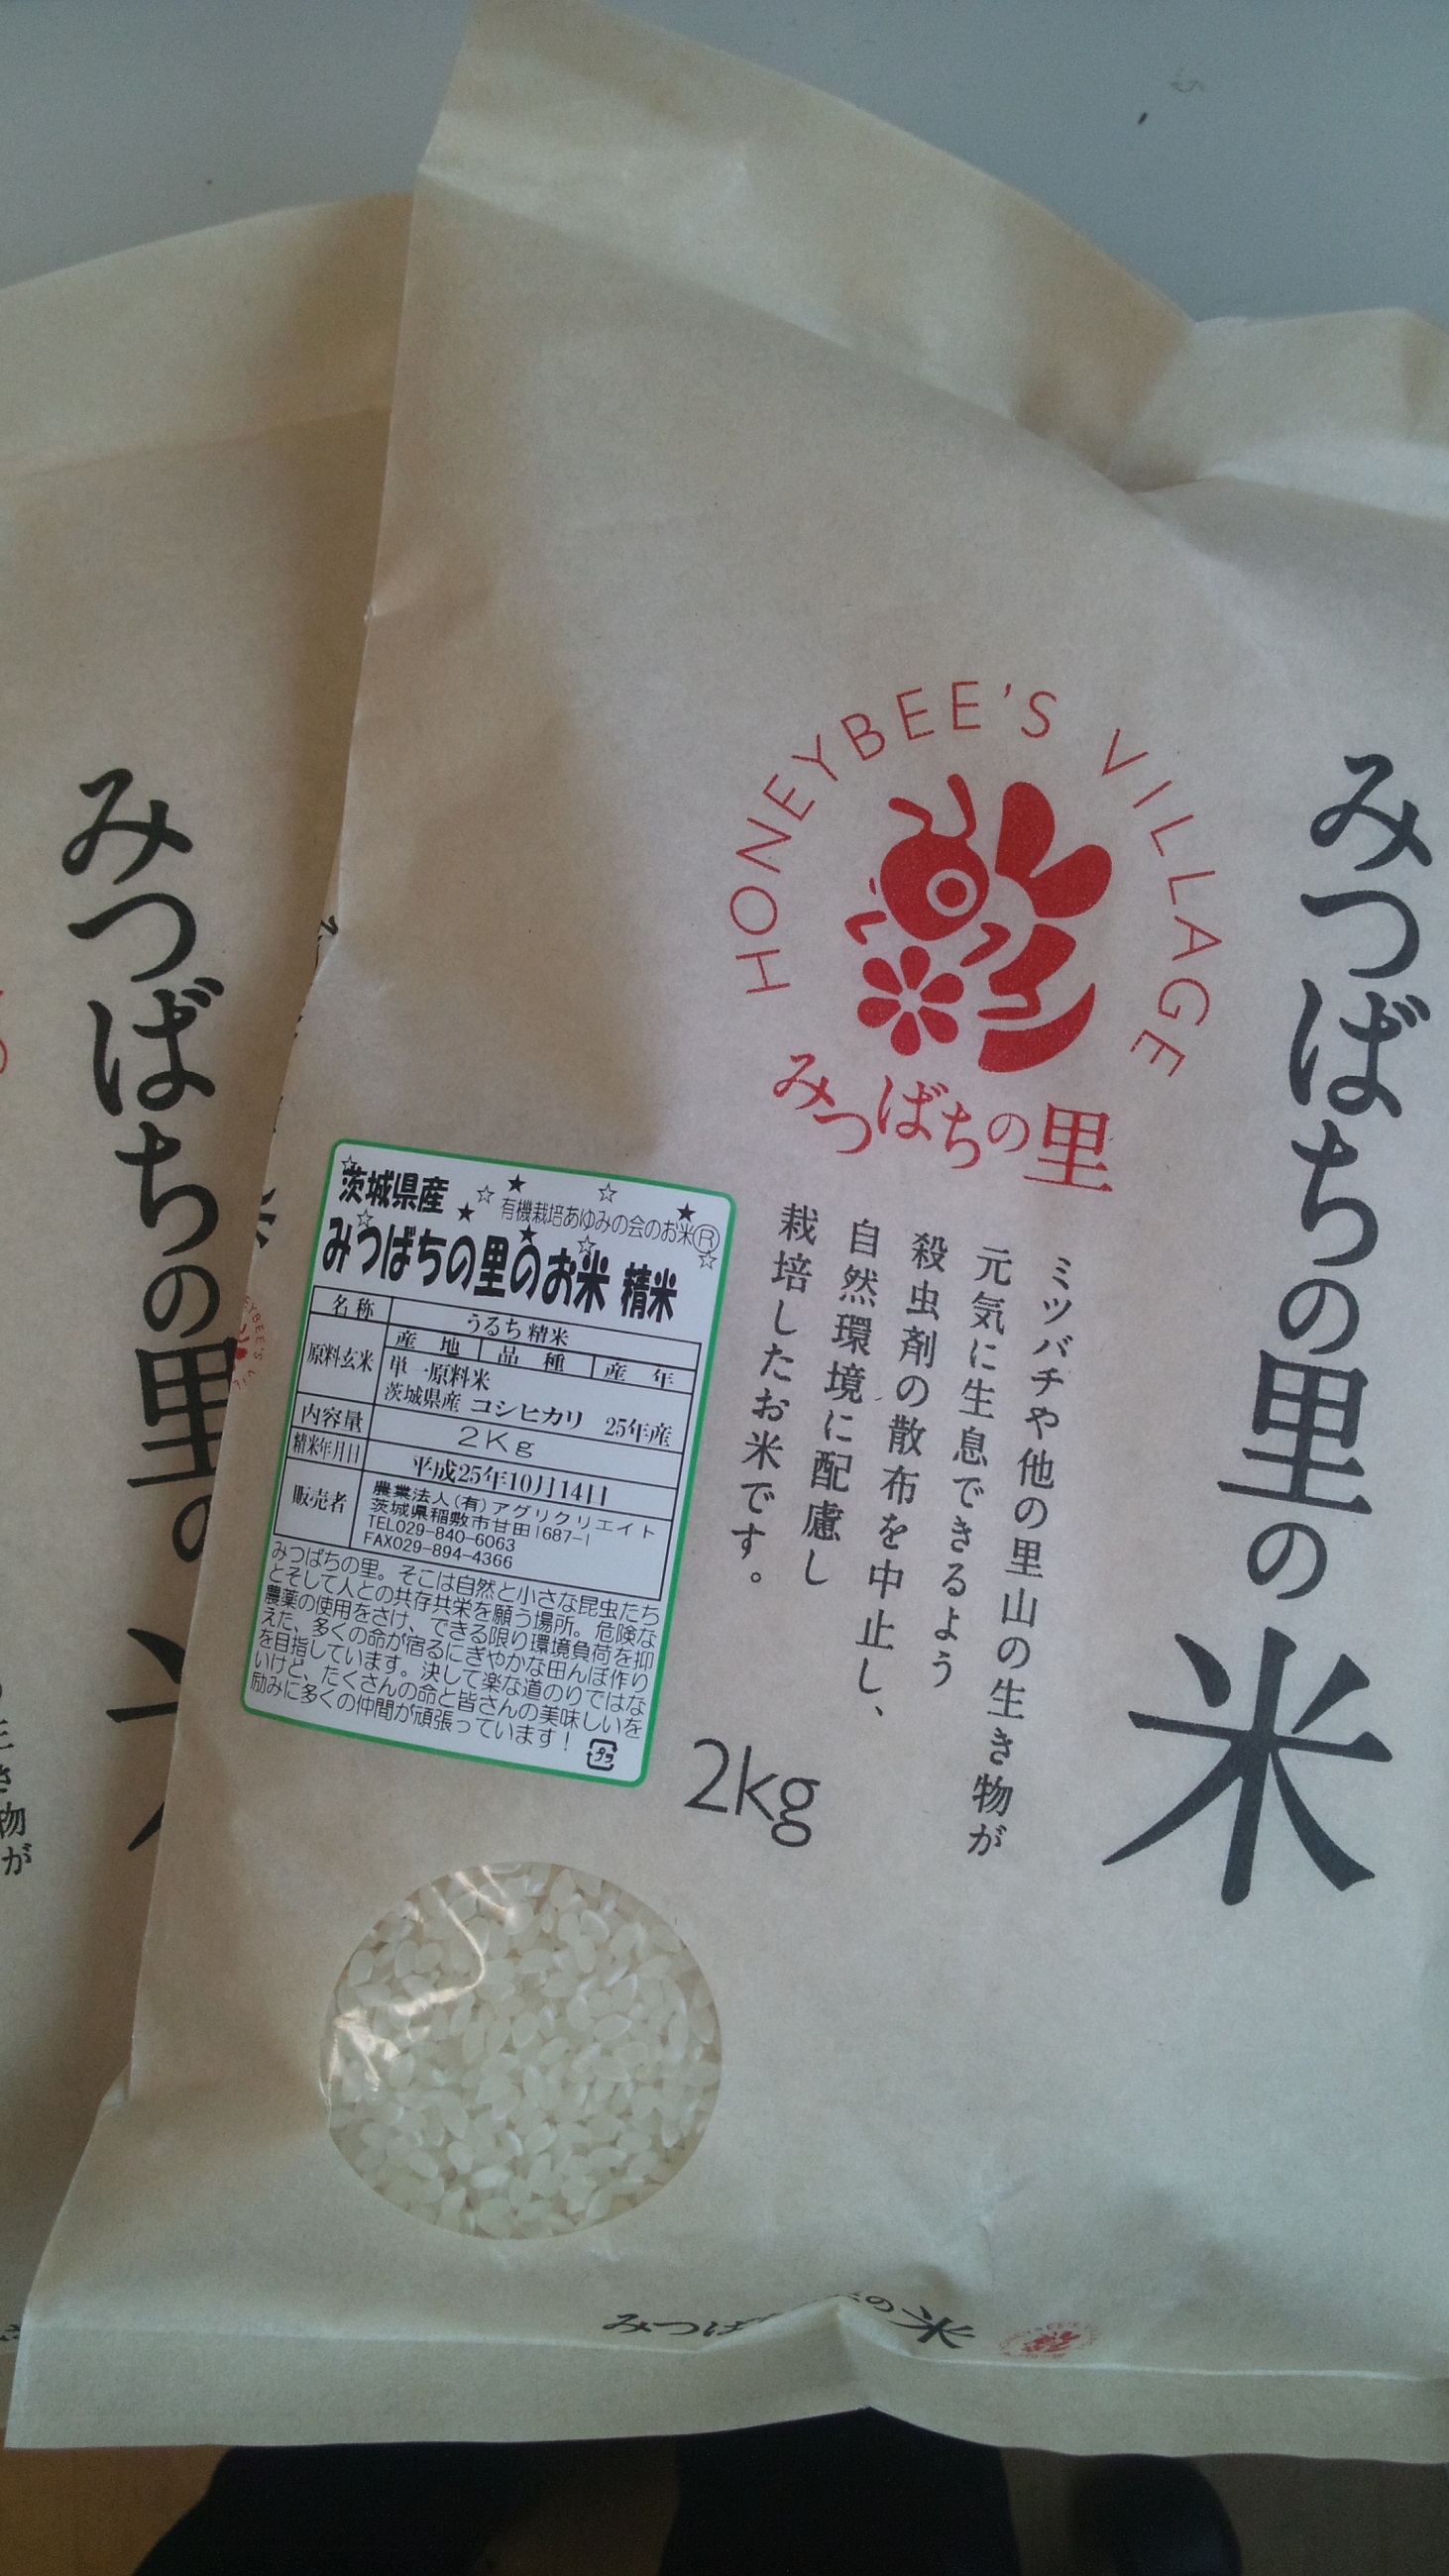 みつばちの里の米
HONEYBEE'S VILLAGE
みつばちの里
ミツバチや他の里山の生き物が
元気に生息できるよう
殺虫剤の散布を中止し、
自然環境に配慮し
栽培したお米です。
2kg
茨城県産
有機栽培あゆみの会のお米®
みつばちの里のお米 精米
名称 うるち精米
原料玄米 産地 品種 産年
単一原料米
茨城県産 コシヒカリ 25年産
内容量 2Kg
精米年月日 平成25年10月14日
販売者 農業法人(有)アグリクリエイト
茨城県稲敷市甘田1687-1
TEL029-840-6063
FAX029-894-4366
みつばちの里。そこは自然と小さな昆虫たち
とそして人との共存共栄を願う場所。危険な
農薬の使用をさけ、できる限り環境負荷を抑
えた、多くの命が宿るにぎやかな田んぼ作り
を目指しています。決して楽な道のりではな
いけど、たくさんの命と皆さんの美味しいを
励みに多くの仲間が頑張っています！
プラ
みつば
の米
みつばちの里の
生き物が